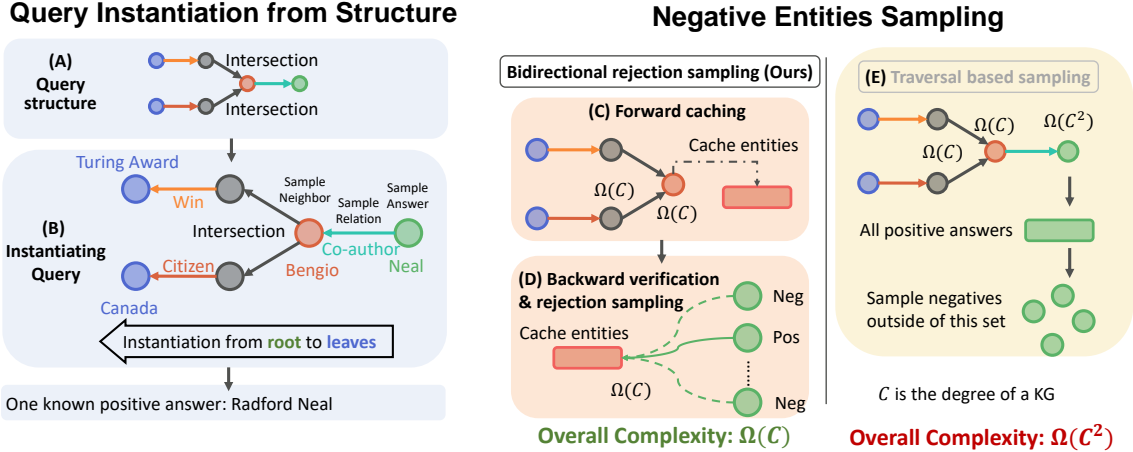 Query Instantiation from Structure
(A)
Query
structure
Intersection
Intersection
(B)
Instantiating
Query
Turing Award
Win
Sample
Neighbor
Sample
Answer
Sample
Relation
Intersection
Co-author
Citizen
Bengio
Neal
Canada
Instantiation from root to leaves
One known positive answer: Radford Neal
Negative Entities Sampling
Bidirectional rejection sampling (Ours)
(C) Forward caching
Cache entities
Ω(C)
Ω(C)
(D) Backward verification
& rejection sampling
Cache entities
Neg
Pos
Ω(C)
Neg
Overall Complexity: Ω(C)
(E) Traversal based sampling
Ω(C)
Ω(C²)
Ω(C)
All positive answers
Sample negatives
outside of this set
C is the degree of a KG
Overall Complexity: Ω(C²)